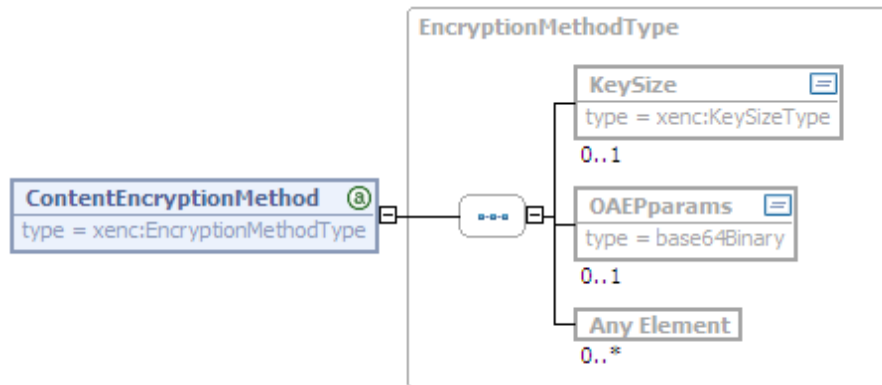 EncryptionMethodType
KeySize
type = xenc:KeySizeType
0..1
ContentEncryptionMethod a
type = xenc:EncryptionMethodType
OAEPparams
type = base64Binary
0..1
Any Element
0..*